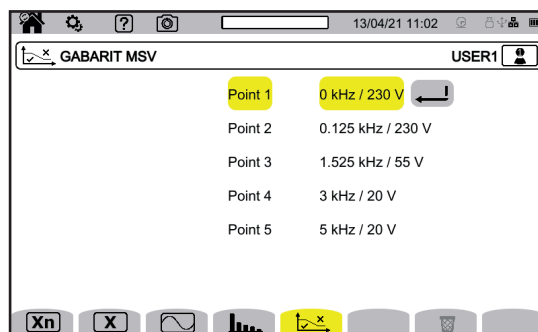 ? 13/04/21 11:02
GABARIT MSV USER1
Point 1 0 kHz / 230 V
Point 2 0.125 kHz / 230 V
Point 3 1.525 kHz / 55 V
Point 4 3 kHz / 20 V
Point 5 5 kHz / 20 V
Xn X